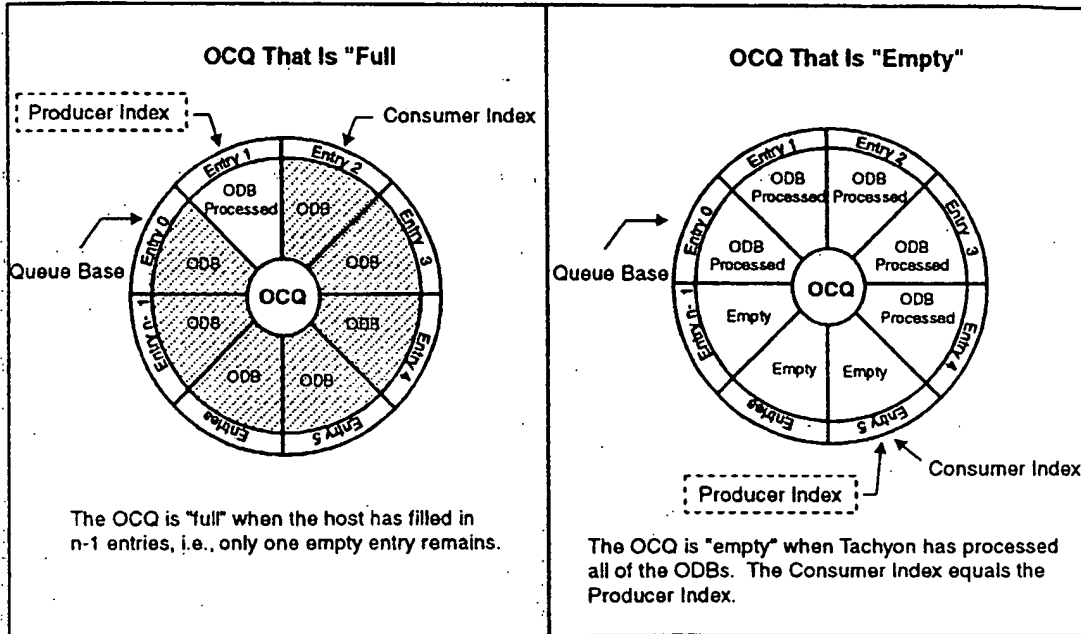 OCQ That Is "Full
Producer Index
Consumer Index
Entry 1
Entry 2
ODB
Processed
ODB
Entry 0
Entry 3
ODB
ODB
Queue Base
OCQ
Entry n-1
ODB
ODB
Entry 4
ODB
ODB
Entries
Entry 5
The OCQ is "full" when the host has filled in
n-1 entries, i.e., only one empty entry remains.
OCQ That Is "Empty"
Entry 1
Entry 2
ODB
Processed
ODB
Processed
Entry 0
Entry 3
ODB
Processed
ODB
Processed
Queue Base
OCQ
Entry n-1
Empty
ODB
Processed
Entry 4
Empty
Empty
Entries
Entry 5
Consumer Index
Producer Index
The OCQ is "empty" when Tachyon has processed
all of the ODBs. The Consumer Index equals the
Producer Index.